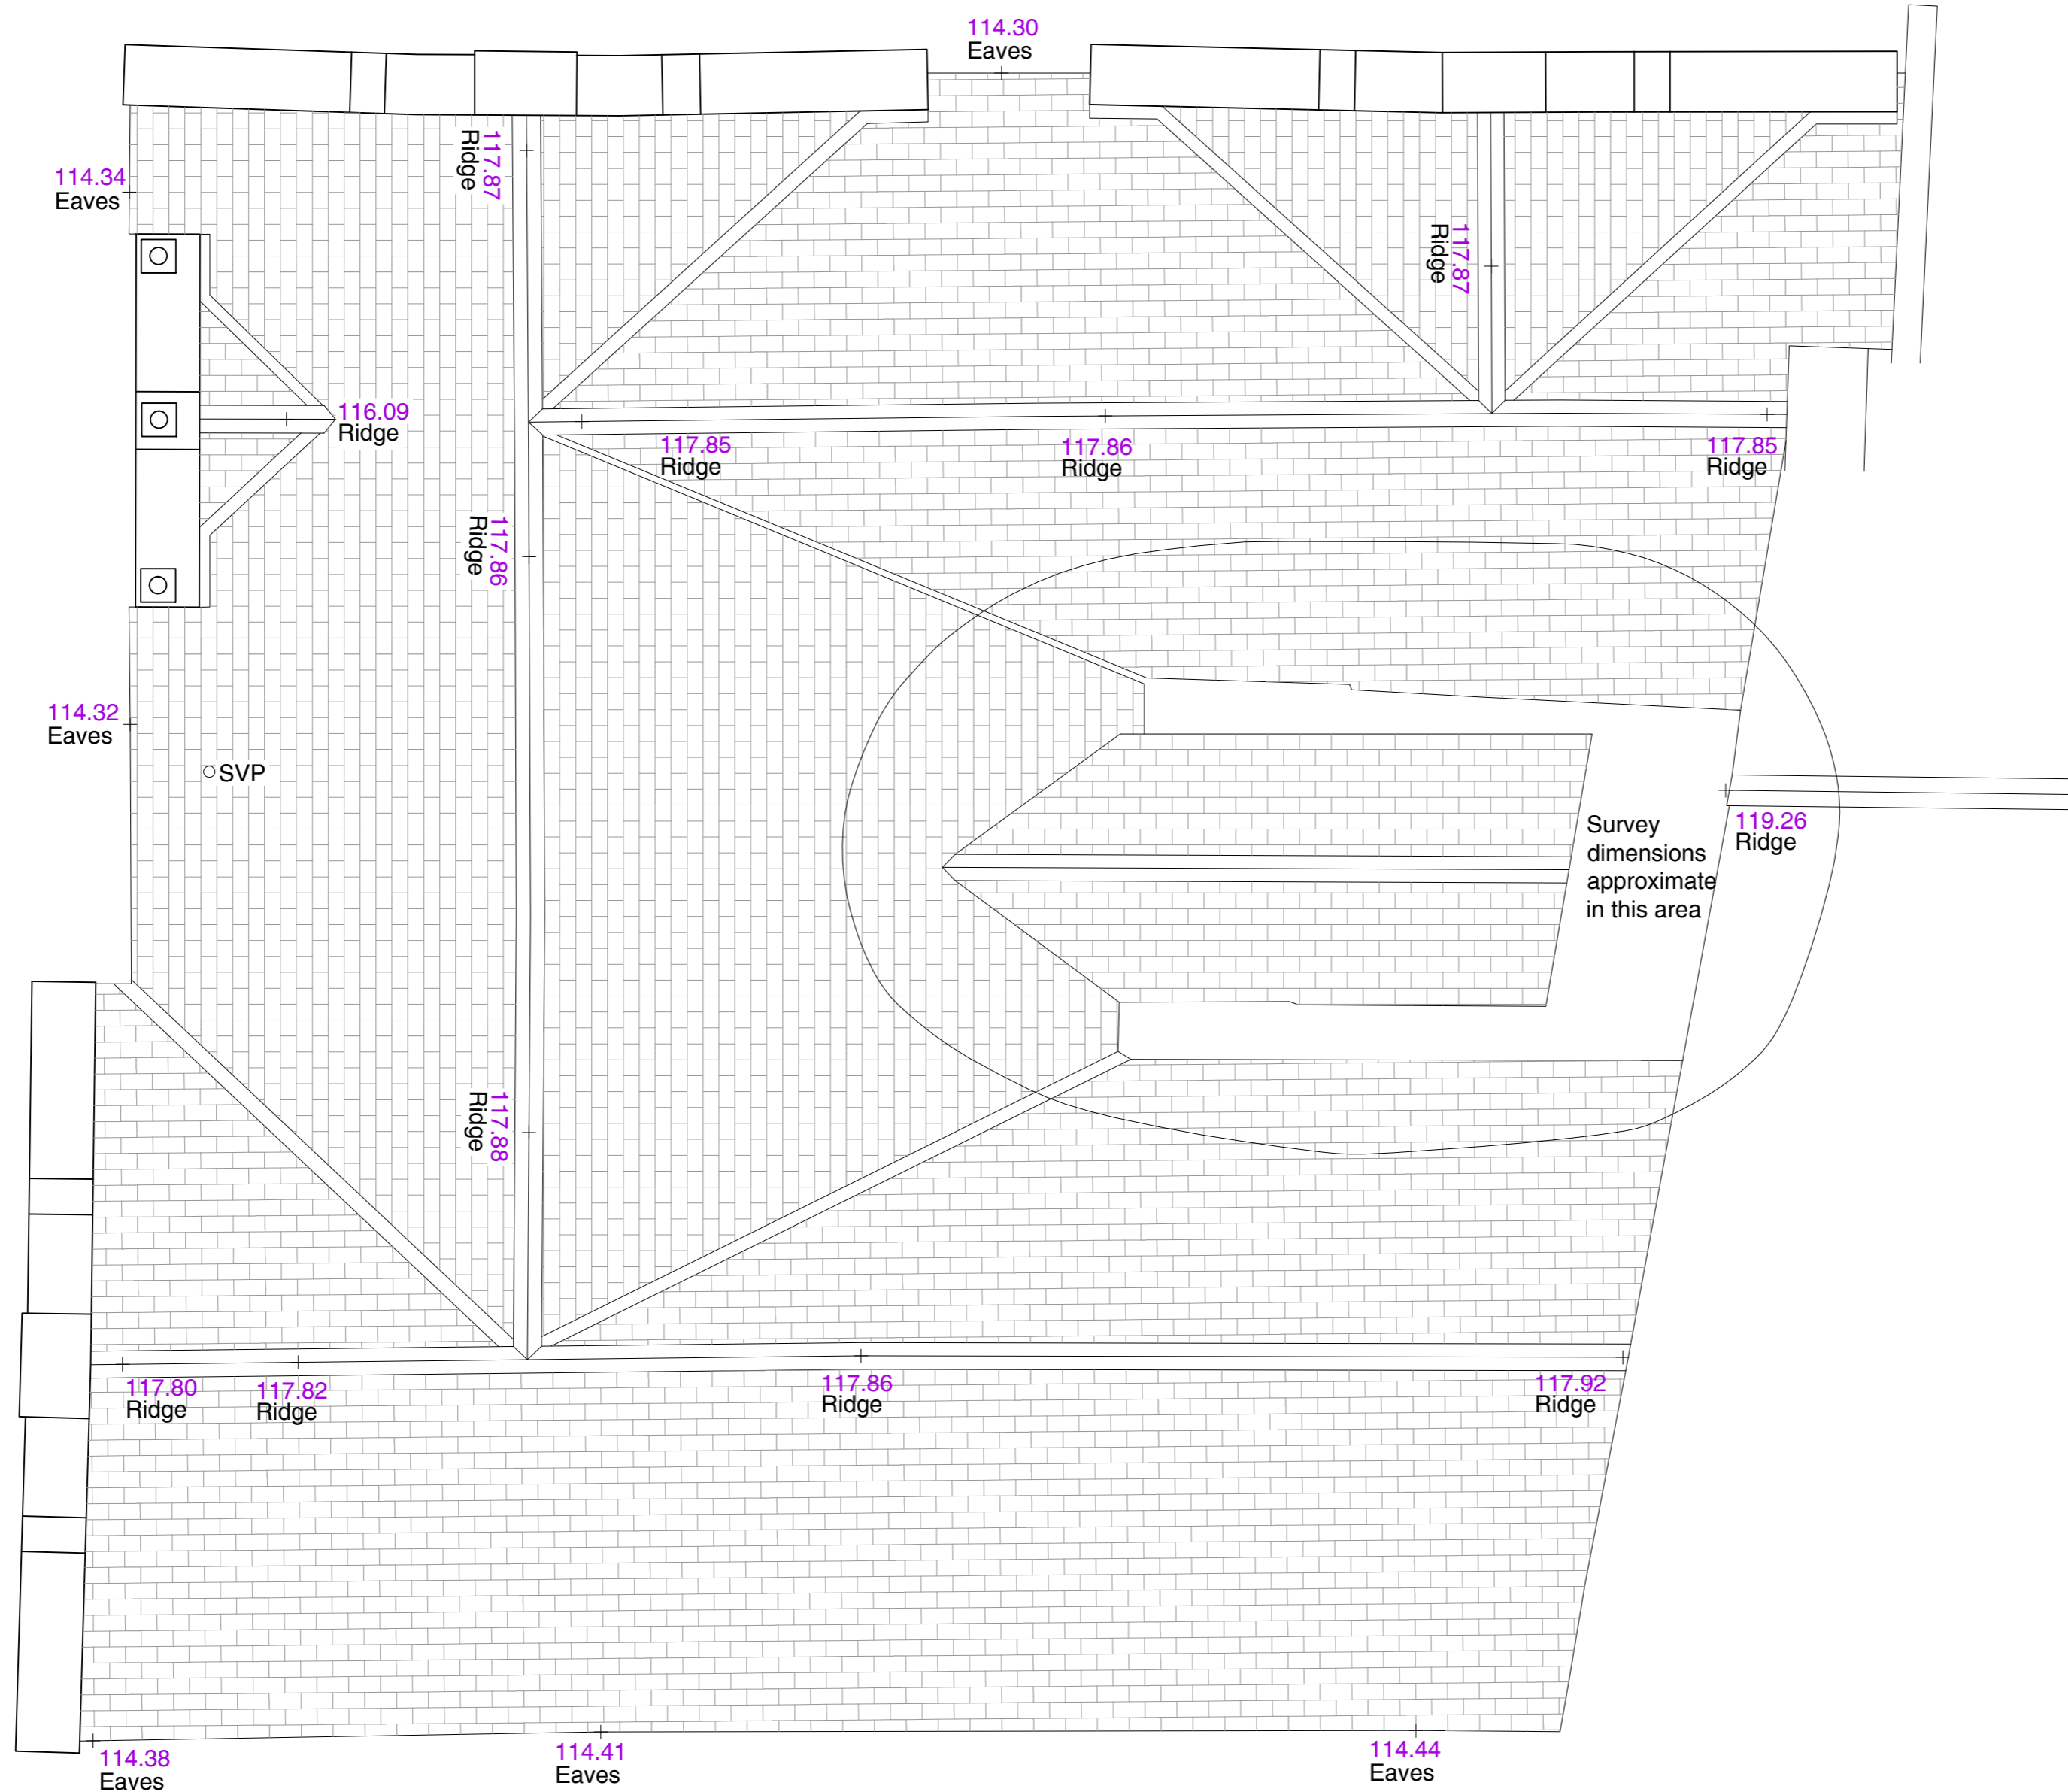 114.30
Eaves
117.87
Ridge
114.34
Eaves
117.87
Ridge
116.09
Ridge
117.85
Ridge
117.86
Ridge
117.85
Ridge
117.86
Ridge
114.32
Eaves
SVP
Survey
dimensions
approximate
in this area
119.26
Ridge
117.88
Ridge
117.80
Ridge
117.82
Ridge
117.86
Ridge
117.92
Ridge
114.38
Eaves
114.41
Eaves
114.44
Eaves